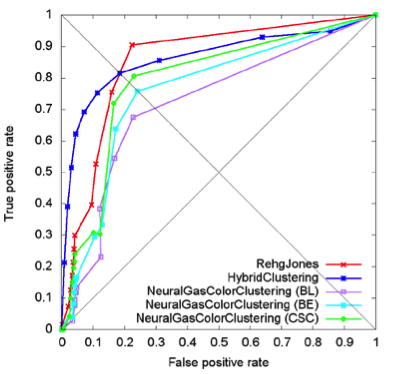 1
0.9
0.8
0.7
0.6
0.5
0.4
0.3
0.2
0.1
0
True positive rate
RehgJones
HybridClustering
NeuralGasColorClustering (BL)
NeuralGasColorClustering (BE)
NeuralGasColorClustering (CSC)
0 0.1 0.2 0.3 0.4 0.5 0.6 0.7 0.8 0.9 1
False positive rate